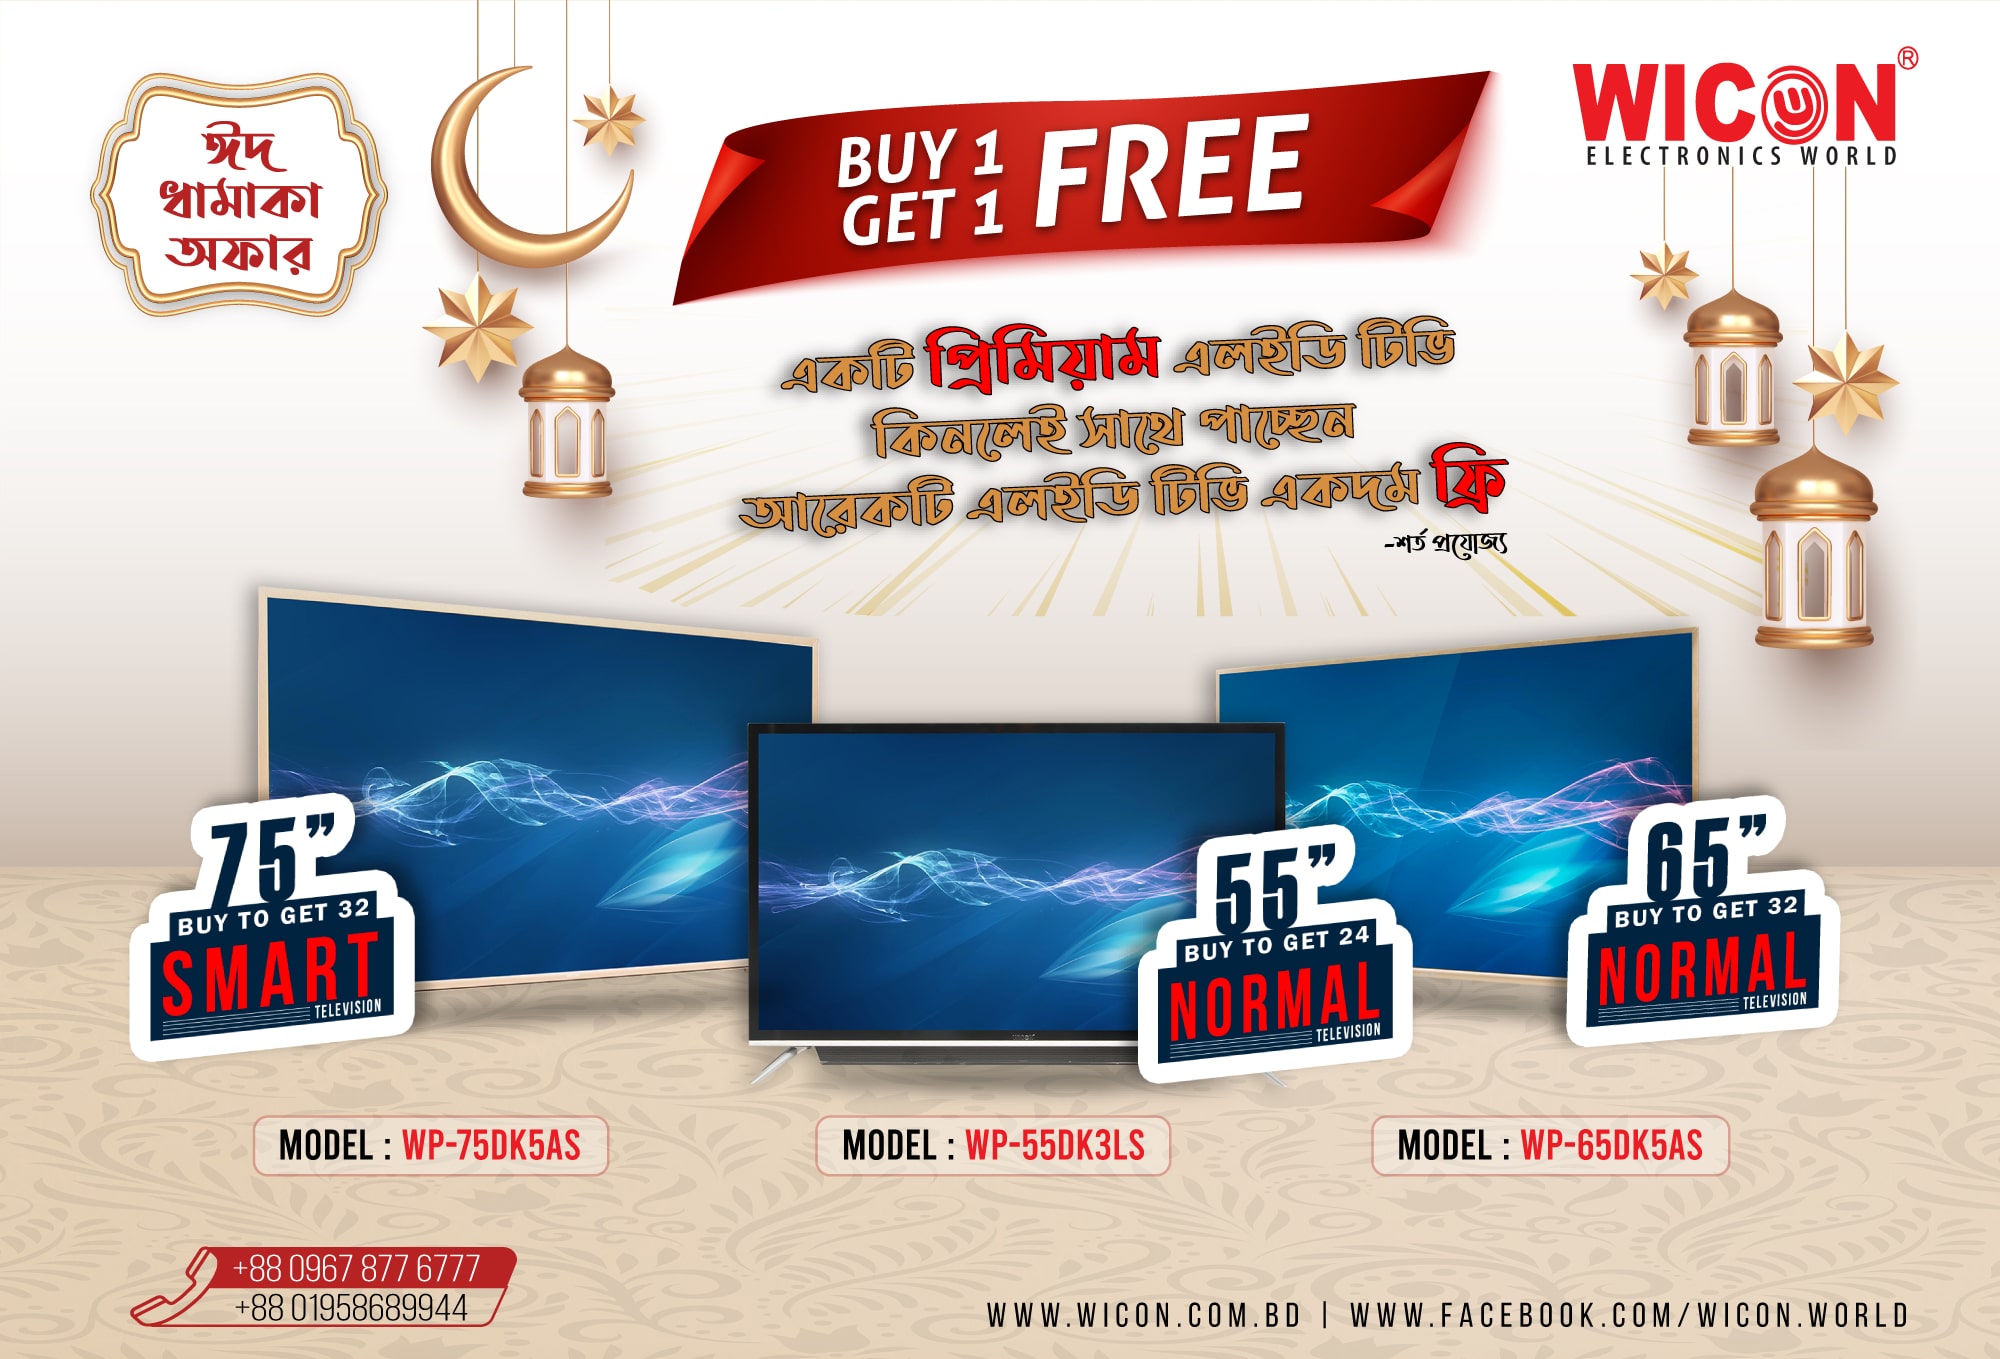 ঈদ
ধামাকা
অফার
BUY 1
GET 1
FREE
WICON®
ELECTRONICS WORLD
একটি প্রিমিয়াম এলইডি টিভি
কিনলেই সাথে পাচ্ছেন
আরেকটি এলইডি টিভি একদম ফ্রি
-শর্ত প্রযোজ্য
75”
BUY TO GET 32
SMART
TELEVISION
55”
BUY TO GET 24
NORMAL
TELEVISION
65”
BUY TO GET 32
NORMAL
TELEVISION
MODEL : WP-75DK5AS
MODEL : WP-55DK3LS
MODEL : WP-65DK5AS
+88 0967 877 6777
+88 01958689944
WWW.WICON.COM.BD | WWW.FACEBOOK.COM/WICON.WORLD